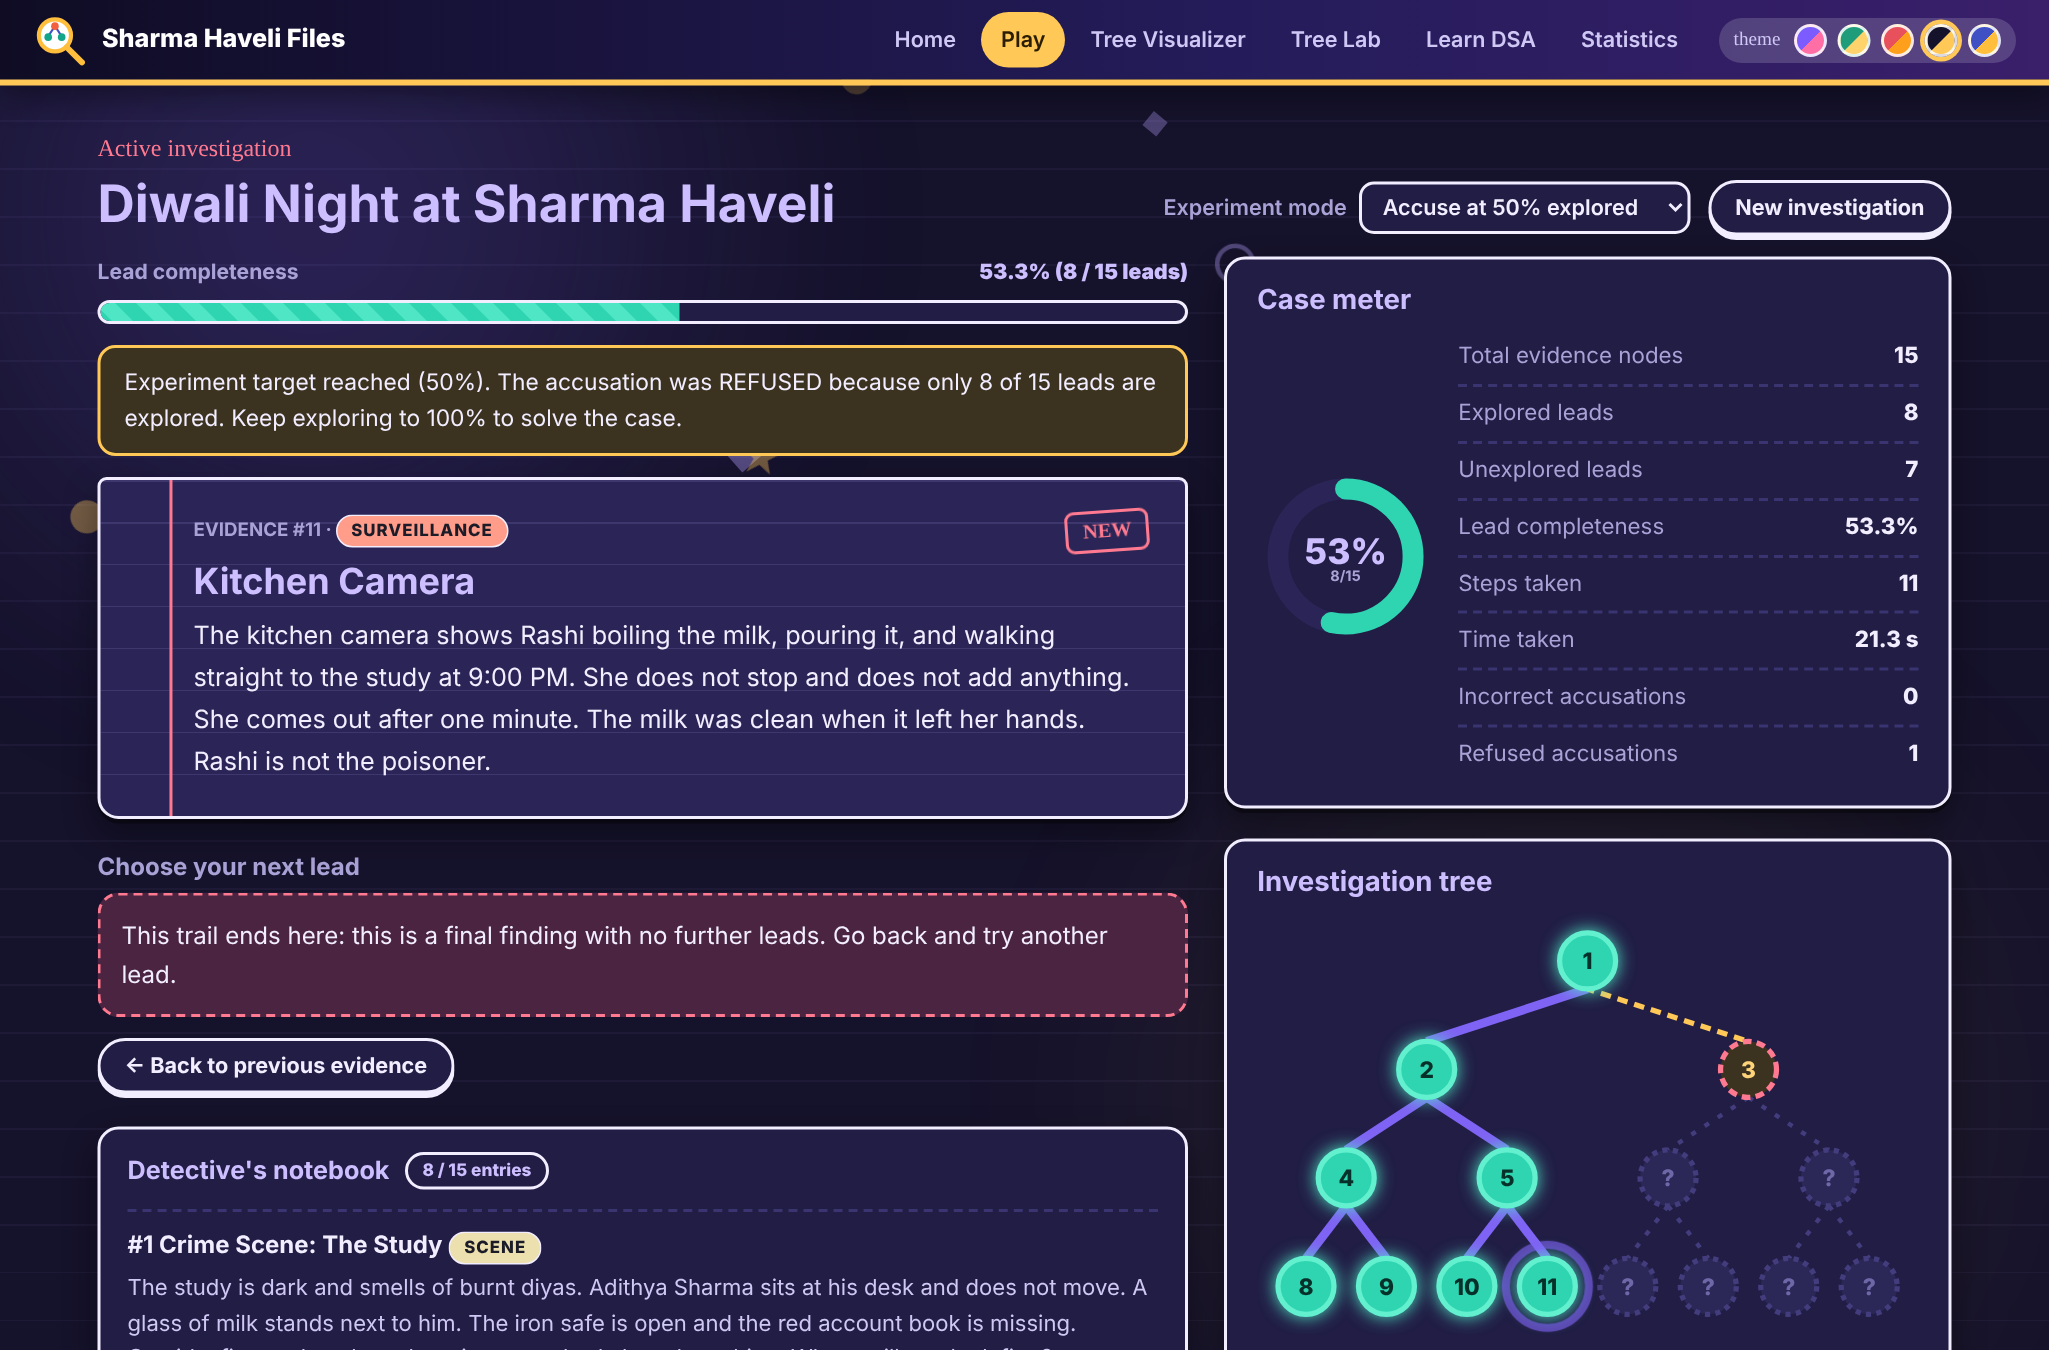 Sharma Haveli Files
Home
Play
Tree Visualizer
Tree Lab
Learn DSA
Statistics
theme
Active investigation
Diwali Night at Sharma Haveli
Experiment mode
Accuse at 50% explored
New investigation
Lead completeness
53.3% (8 / 15 leads)
Experiment target reached (50%). The accusation was REFUSED because only 8 of 15 leads are
explored. Keep exploring to 100% to solve the case.
EVIDENCE #11 · SURVEILLANCE
NEW
Kitchen Camera
The kitchen camera shows Rashi boiling the milk, pouring it, and walking
straight to the study at 9:00 PM. She does not stop and does not add anything.
She comes out after one minute. The milk was clean when it left her hands.
Rashi is not the poisoner.
Choose your next lead
This trail ends here: this is a final finding with no further leads. Go back and try another
lead.
← Back to previous evidence
Detective's notebook
8 / 15 entries
#1 Crime Scene: The Study SCENE
The study is dark and smells of burnt diyas. Adithya Sharma sits at his desk and does not move. A
glass of milk stands next to him. The iron safe is open and the red account book is missing.
Case meter
53%
8/15
Total evidence nodes 15
Explored leads 8
Unexplored leads 7
Lead completeness 53.3%
Steps taken 11
Time taken 21.3 s
Incorrect accusations 0
Refused accusations 1
Investigation tree
1
2
3
4
5
?
?
8
9
10
11
?
?
?
?